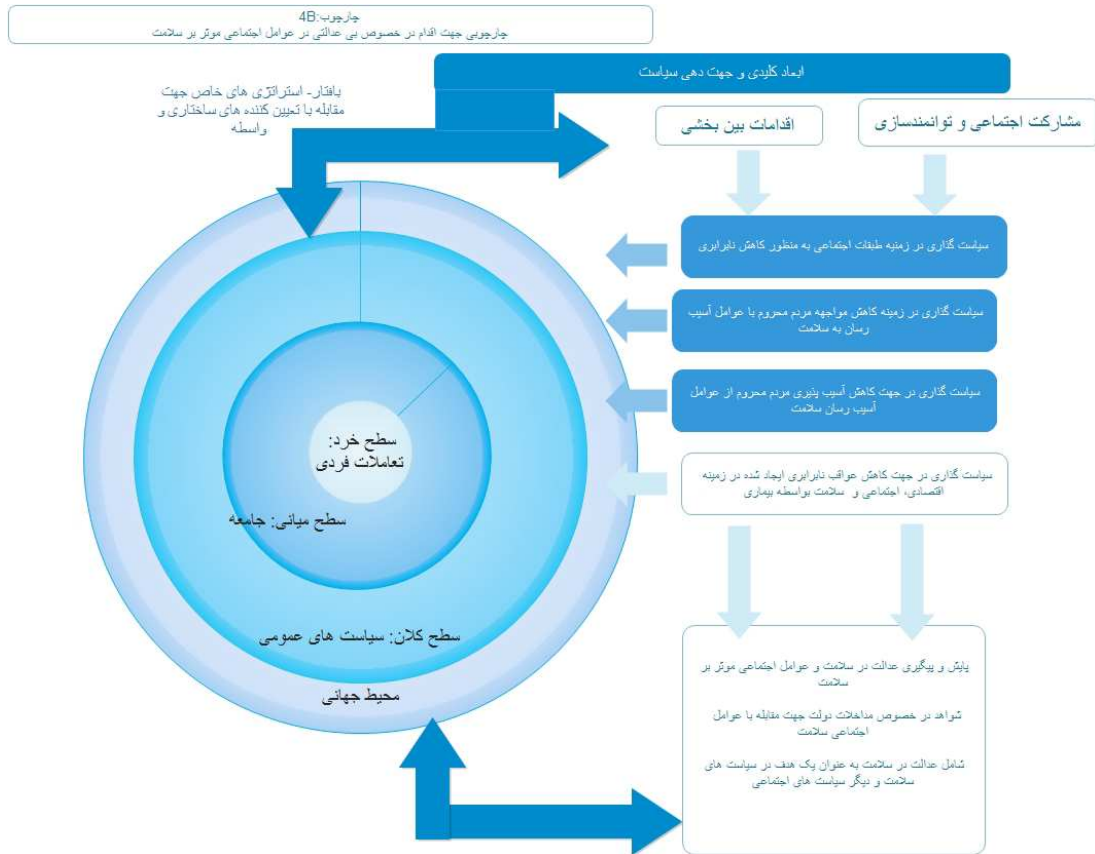 چارچوب:4B
چارچوبی جهت اقدام در خصوص بی عدالتی در عوامل اجتماعی موثر بر سلامت
ابعاد کلیدی و جهت دهی سیاست
بافتار- استراتژی های خاص جهت
مقابله با تعیین کننده های ساختاری و
واسطه
مشارکت اجتماعی و توانمندسازی
اقدامات بین بخشی
سیاست گذاری در زمنیه طبقات اجتماعی به منظور کاهش نابرابری
سیاست گذاری در زمینه کاهش مواجهه مردم محروم با عوامل آسیب
رسان به سلامت
سیاست گذاری در جهت کاهش آسیب پذیری مردم محروم از عوامل
آسیب رسان سلامت
سیاست گذاری در جهت کاهش عواقب نابرابری ایجاد شده در زمینه
اقتصادی، اجتماعی و سلامت بواسطه بیماری
سطح خرد:
تعاملات فردی
سطح میانی: جامعه
سطح کلان: سیاست های عمومی
محیط جهانی
پایش و پیگیری عدالت در سلامت و عوامل اجتماعی موثر بر
سلامت
شواهد در خصوص مداخلات دولت جهت مقابله با عوامل
اجتماعی سلامت
شامل عدالت در سلامت به عنوان یک هدف در سیاست های
سلامت و دیگر سیاست های اجتماعی